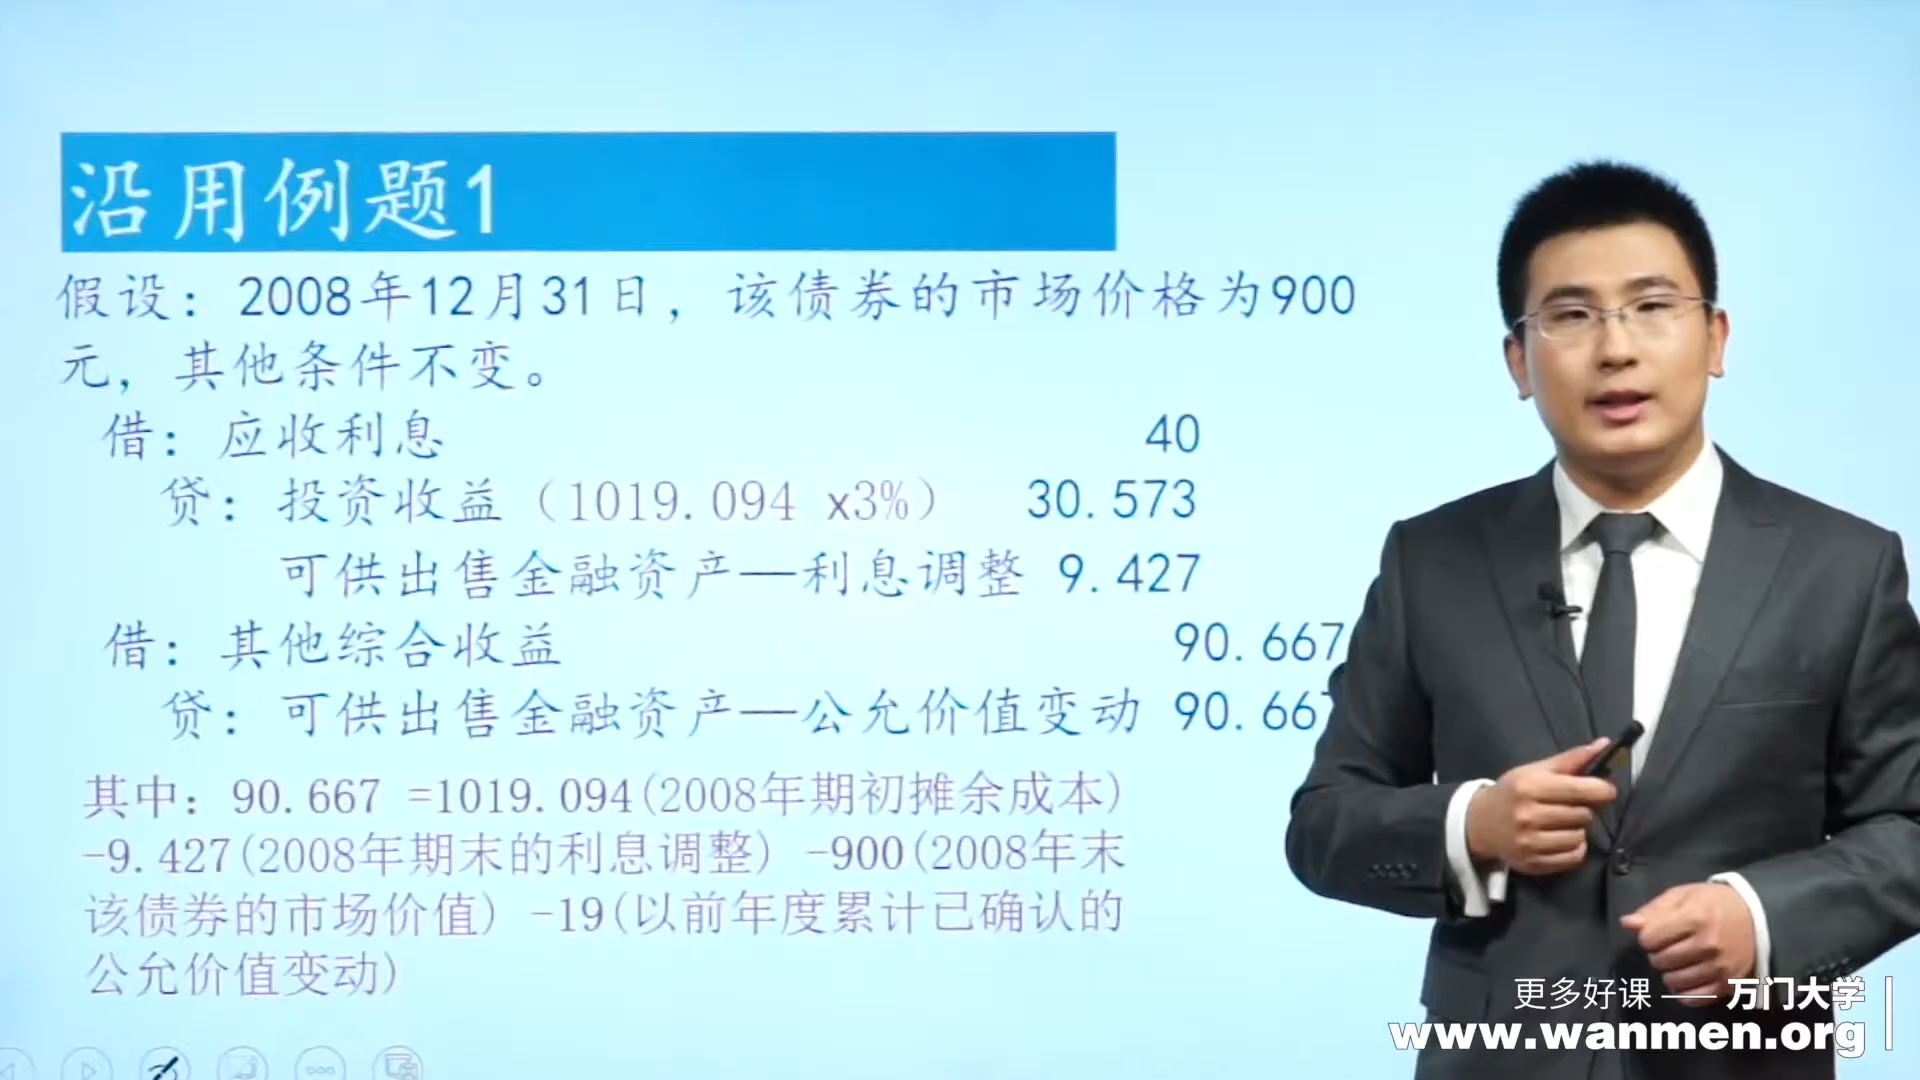 沿用例题1
假设：2008年12月31日，该债券的市场价格为900
元，其他条件不变。
借：应收利息 40
贷：投资收益（1019.094 x3%） 30.573
可供出售金融资产—利息调整 9.427
借：其他综合收益 90.667
贷：可供出售金融资产—公允价值变动 90.667
其中：90.667 =1019.094(2008年期初摊余成本)
-9.427(2008年期末的利息调整) -900(2008年末
该债券的市场价值) -19(以前年度累计已确认的
公允价值变动)
更多好课 —— 万门大学
www.wanmen.org